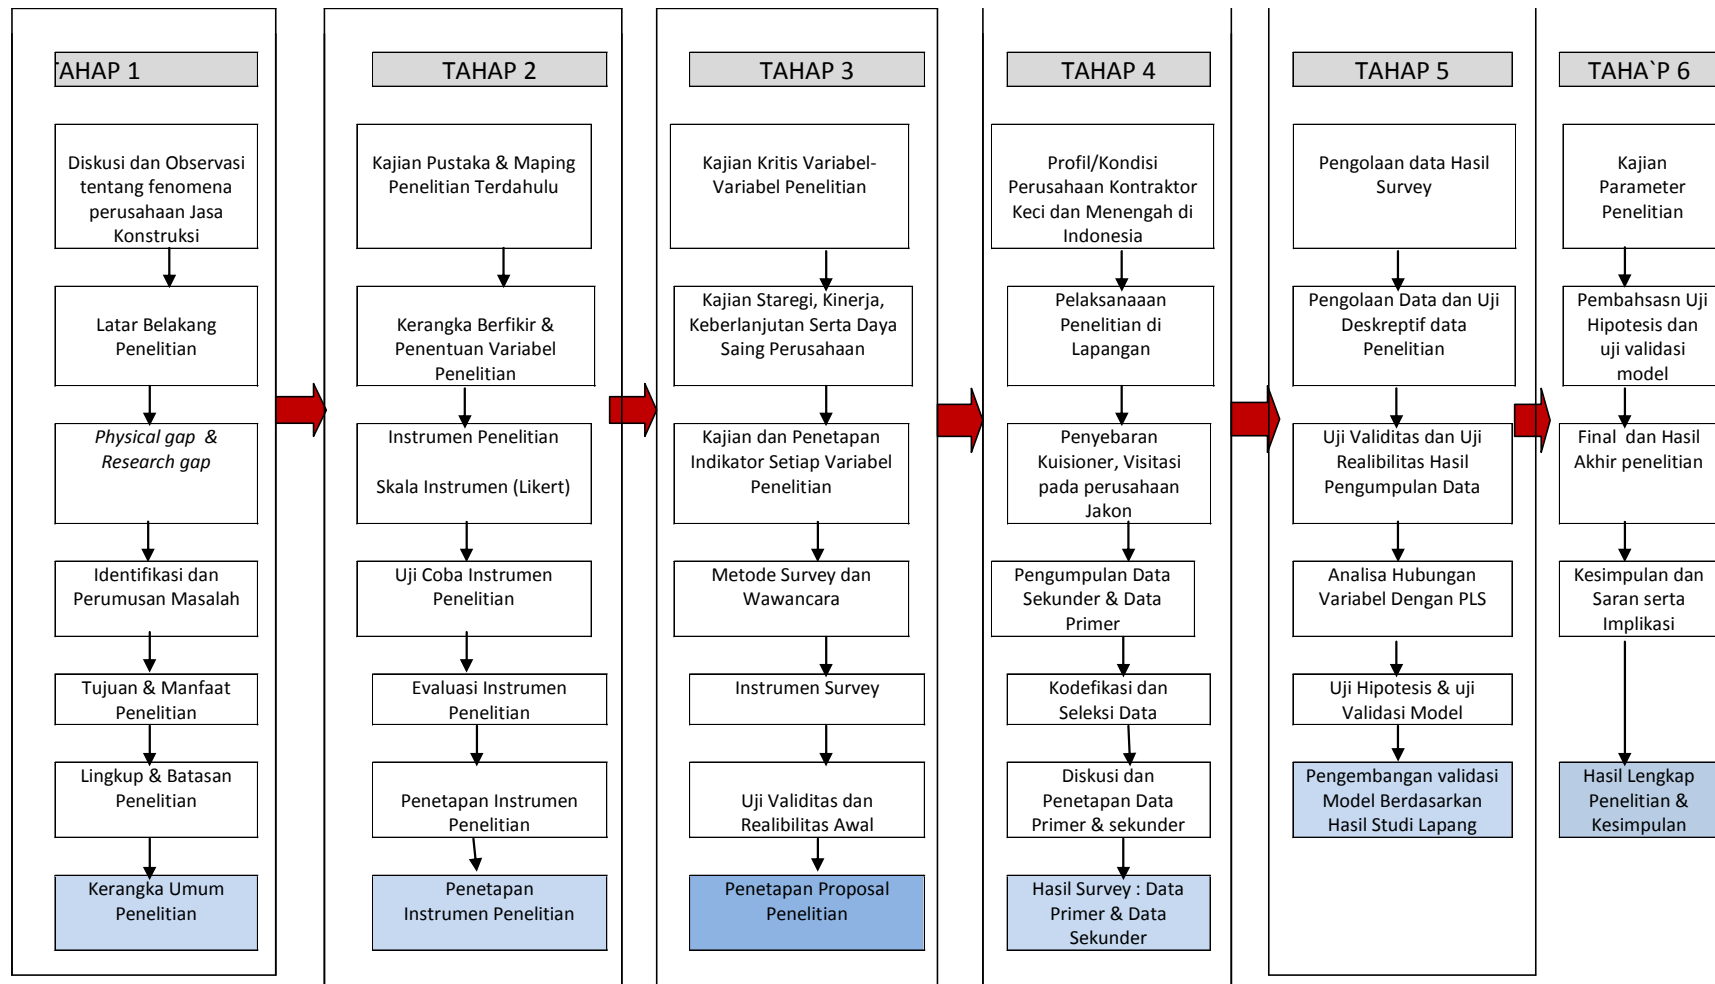 TAHAP 1
Diskusi dan Observasi
tentang fenomena
perusahaan Jasa
Konstruksi
Latar Belakang
Penelitian
Physical gap &
Research gap
Identifikasi dan
Perumusan Masalah
Tujuan & Manfaat
Penelitian
Lingkup & Batasan
Penelitian
Kerangka Umum
Penelitian
TAHAP 2
Kajian Pustaka & Maping
Penelitian Terdahulu
Kerangka Berfikir &
Penentuan Variabel
Penelitian
Instrumen Penelitian
Skala Instrumen (Likert)
Uji Coba Instrumen
Penelitian
Evaluasi Instrumen
Penelitian
Penetapan Instrumen
Penelitian
Penetapan
Instrumen Penelitian
TAHAP 3
Kajian Kritis Variabel-
Variabel Penelitian
Kajian Staregi, Kinerja,
Keberlanjutan Serta Daya
Saing Perusahaan
Kajian dan Penetapan
Indikator Setiap Variabel
Penelitian
Metode Survey dan
Wawancara
Instrumen Survey
Uji Validitas dan
Realibilitas Awal
Penetapan Proposal
Penelitian
TAHAP 4
Profil/Kondisi
Perusahaan Kontraktor
Keci dan Menengah di
Indonesia
Pelaksanaaan
Penelitian di
Lapangan
Penyebaran
Kuisioner, Visitasi
pada perusahaan
Jakon
Pengumpulan Data
Sekunder & Data
Primer
Kodefikasi dan
Seleksi Data
Diskusi dan
Penetapan Data
Primer & sekunder
Hasil Survey : Data
Primer & Data
Sekunder
TAHAP 5
Pengolaan data Hasil
Survey
Pengolaan Data dan Uji
Deskreptif data
Penelitian
Uji Validitas dan Uji
Realibilitas Hasil
Pengumpulan Data
Analisa Hubungan
Variabel Dengan PLS
Uji Hipotesis & uji
Validasi Model
Pengembangan validasi
Model Berdasarkan
Hasil Studi Lapang
TAHA`P 6
Kajian
Parameter
Penelitian
Pembahsasn Uji
Hipotesis dan
uji validasi
model
Final dan Hasil
Akhir penelitian
Kesimpulan dan
Saran serta
Implikasi
Hasil Lengkap
Penelitian &
Kesimpulan